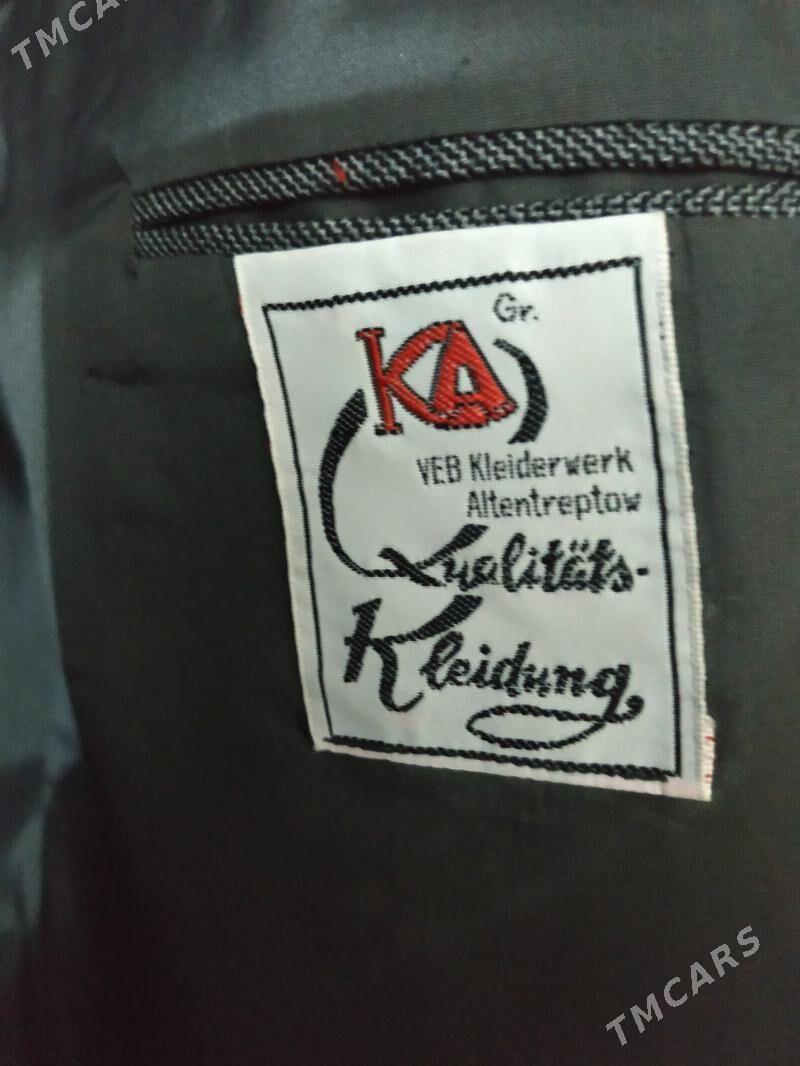 TMCARS
Gr.
KA
VEB Kleiderwerk
Altentreptow
Qualitäts-
Kleidung
TMCARS